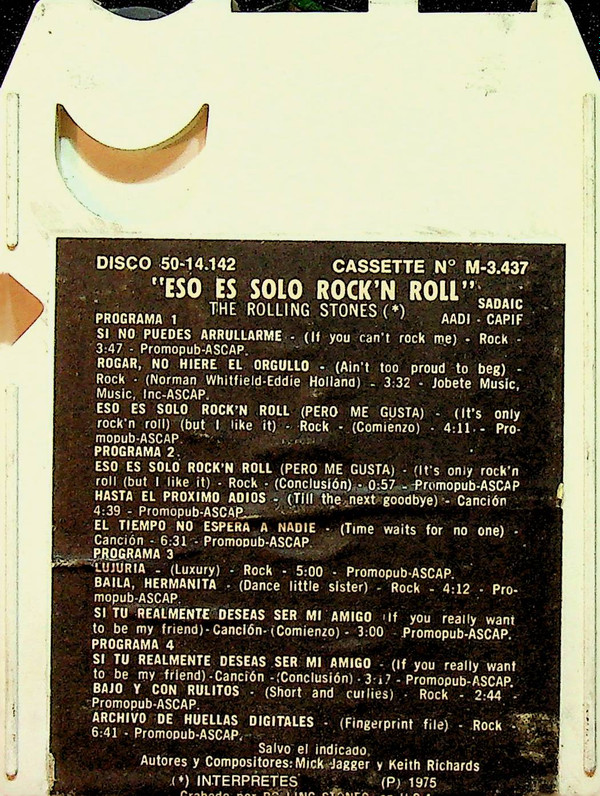 DISCO 50-14.142 CASSETTE N° M-3.437
"ESO ES SOLO ROCK'N ROLL"
THE ROLLING STONES (*) SADAIC
PROGRAMA 1 AADI - CAPIF
SI NO PUEDES ARRULLARME - (If you can't rock me) - Rock -
3:47 - Promopub-ASCAP.
ROGAR, NO HIERE EL ORGULLO - (Ain't too proud to beg) -
Rock - (Norman Whitfield-Eddie Holland) - 3:32 - Jobete Music,
Music, Inc-ASCAP.
ESO ES SOLO ROCK'N ROLL (PERO ME GUSTA) - (It's only
rock'n roll) (but I like it) - Rock - (Comienzo) - 4:11 - Pro-
mopub-ASCAP.
PROGRAMA 2
ESO ES SOLO ROCK'N ROLL (PERO ME GUSTA) - (It's only rock'n
roll (but I like it) - Rock - (Conclusión) - 0:57 - Promopub-ASCAP
HASTA EL PROXIMO ADIOS - (Till the next goodbye) - Canción
4:39 - Promopub-ASCAP.
EL TIEMPO NO ESPERA A NADIE - (Time waits for no one) -
Canción - 6:31 - Promopub-ASCAP.
PROGRAMA 3
LUJURIA - (Luxury) - Rock - 5:00 - Promopub-ASCAP.
BAILA, HERMANITA - (Dance little sister) - Rock - 4:12 - Pro-
mopub-ASCAP.
SI TU REALMENTE DESEAS SER MI AMIGO (If you really want
to be my friend)-Canción-(Comienzo) - 3:00 Promopub-ASCAP.
PROGRAMA 4
SI TU REALMENTE DESEAS SER MI AMIGO - (If you really want
to be my friend)-Canción-(Conclusión)-3:17-Promopub-ASCAP.
BAJO Y CON RULITOS - (Short and curlies) - Rock - 2:44 -
Promopub-ASCAP.
ARCHIVO DE HUELLAS DIGITALES - (Fingerprint file) - Rock
6:41 - Promopub-ASCAP.
Salvo el indicado,
Autores y Compositores: Mick Jagger y Keith Richards
(*) INTERPRETES (P) 1975
Grabado por ROLLING STONES